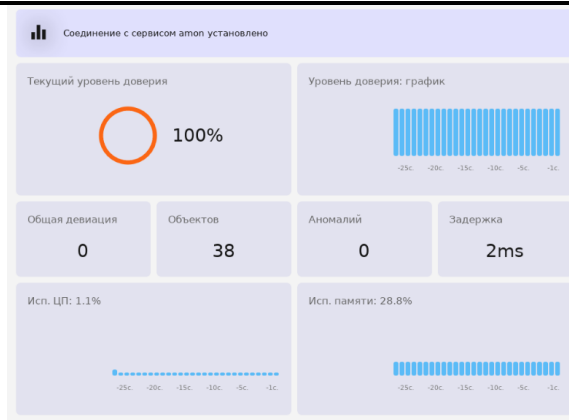 Соединение с сервисом amon установлено
Текущий уровень доверия
100%
Уровень доверия: график
-25с. -20с. -15с. -10с. -5с. -1с.
Общая девиация
0
Объектов
38
Аномалий
0
Задержка
2ms
Исп. ЦП: 1.1%
-25с. -20с. -15с. -10с. -5с. -1с.
Исп. памяти: 28.8%
-25с. -20с. -15с. -10с. -5с. -1с.